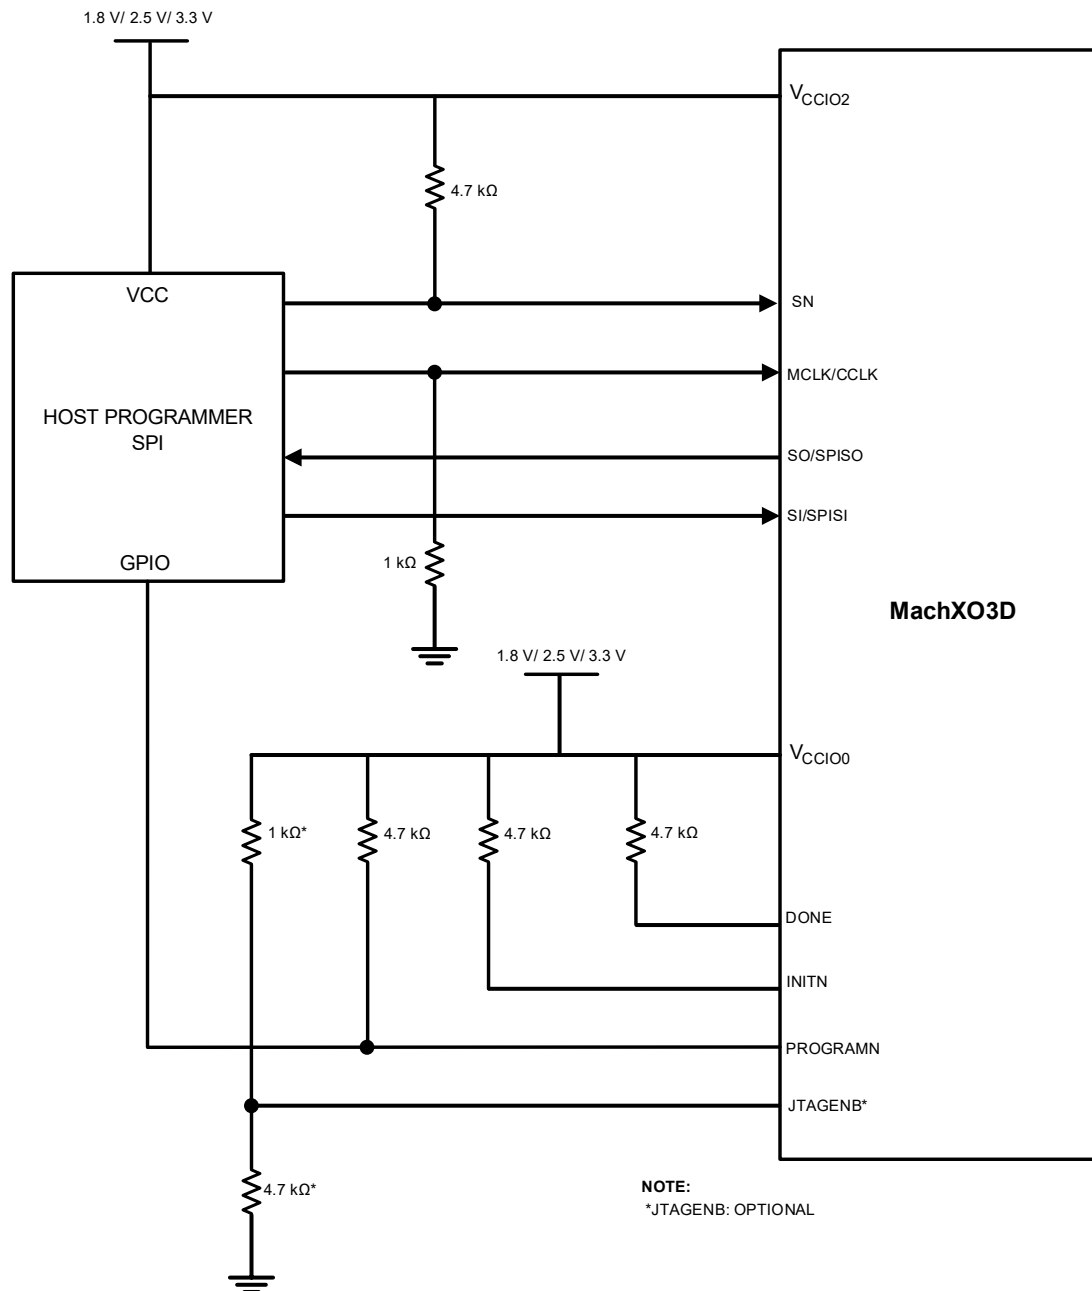 1.8 V/ 2.5 V/ 3.3 V
VCCIO2
4.7 kΩ
VCC
SN
MCLK/CCLK
HOST PROGRAMMER
SPI
SO/SPISO
SI/SPISI
GPIO
1 kΩ
MachXO3D
1.8 V/ 2.5 V/ 3.3 V
VCCIO0
1 kΩ*
4.7 kΩ
4.7 kΩ
4.7 kΩ
DONE
INITN
PROGRAMN
JTAGENB*
4.7 kΩ*
NOTE:
*JTAGENB: OPTIONAL